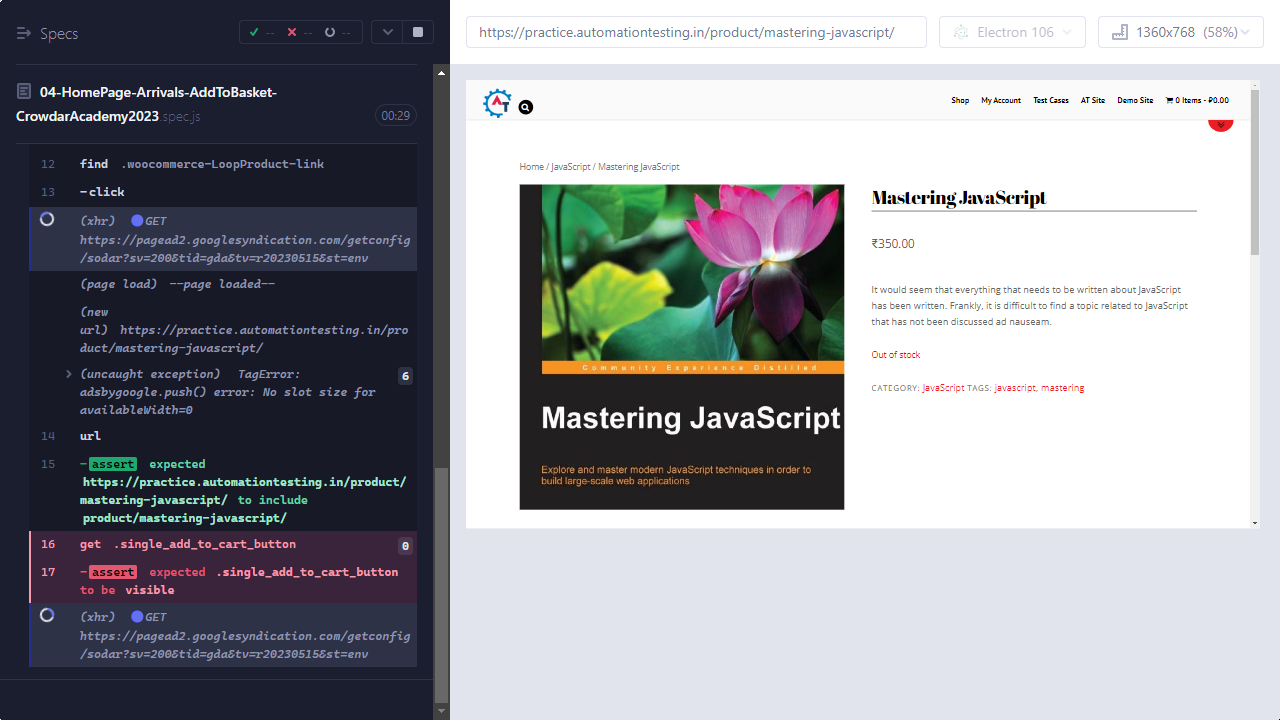 Specs
--
--
--
04-HomePage-Arrivals-AddToBasket-
CrowdarAcademy2023.spec.js
00:29
12 find .woocommerce-LoopProduct-link
13 -click
(xhr) GET
https://pagead2.googlesyndication.com/getconfig
/sodar?sv=200&tid=gda&tv=r20230515&st=env
(page load) --page loaded--
(new
url) https://practice.automationtesting.in/pro
duct/mastering-javascript/
(uncaught exception) TagError: 6
adsbygoogle.push() error: No slot size for
availableWidth=0
14 url
15 -assert expected
https://practice.automationtesting.in/product/
mastering-javascript/ to include
product/mastering-javascript/
16 get .single_add_to_cart_button 0
17 -assert expected .single_add_to_cart_button
to be visible
(xhr) GET
https://pagead2.googlesyndication.com/getconfig
/sodar?sv=200&tid=gda&tv=r20230515&st=env
https://practice.automationtesting.in/product/mastering-javascript/
Electron 106
1360x768 (58%)
AT
Shop My Account Test Cases AT Site Demo Site 0 Items - ₹0.00
Home / JavaScript / Mastering JavaScript
Community Experience Distilled
Mastering JavaScript
Explore and master modern JavaScript techniques in order to
build large-scale web applications
Mastering JavaScript
₹350.00
It would seem that everything that needs to be written about JavaScript
has been written. Frankly, it is difficult to find a topic related to JavaScript
that has not been discussed ad nauseam.
Out of stock
CATEGORY: JavaScript TAGS: javascript, mastering